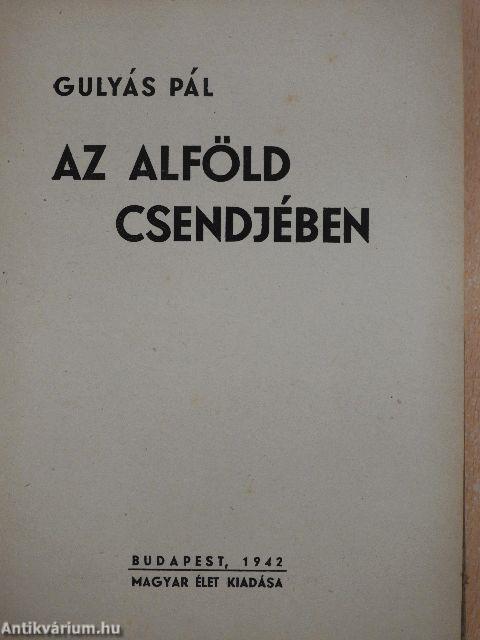 GULYÁS PÁL
AZ ALFÖLD
CSENDJÉBEN
BUDAPEST, 1942
MAGYAR ÉLET KIADÁSA
Antikvárium.hu